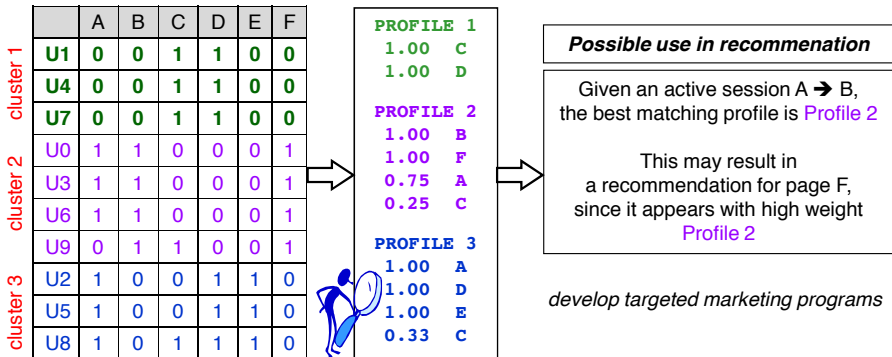 A B C D E F
cluster 1
U1 0 0 1 1 0 0
U4 0 0 1 1 0 0
U7 0 0 1 1 0 0
cluster 2
U0 1 1 0 0 0 1
U3 1 1 0 0 0 1
U6 1 1 0 0 0 1
U9 0 1 1 0 0 1
cluster 3
U2 1 0 0 1 1 0
U5 1 0 0 1 1 0
U8 1 0 1 1 1 0
PROFILE 1
1.00 C
1.00 D
PROFILE 2
1.00 B
1.00 F
0.75 A
0.25 C
PROFILE 3
1.00 A
1.00 D
1.00 E
0.33 C
Possible use in recommenation
Given an active session A ➔ B,
the best matching profile is Profile 2
This may result in
a recommendation for page F,
since it appears with high weight
Profile 2
develop targeted marketing programs